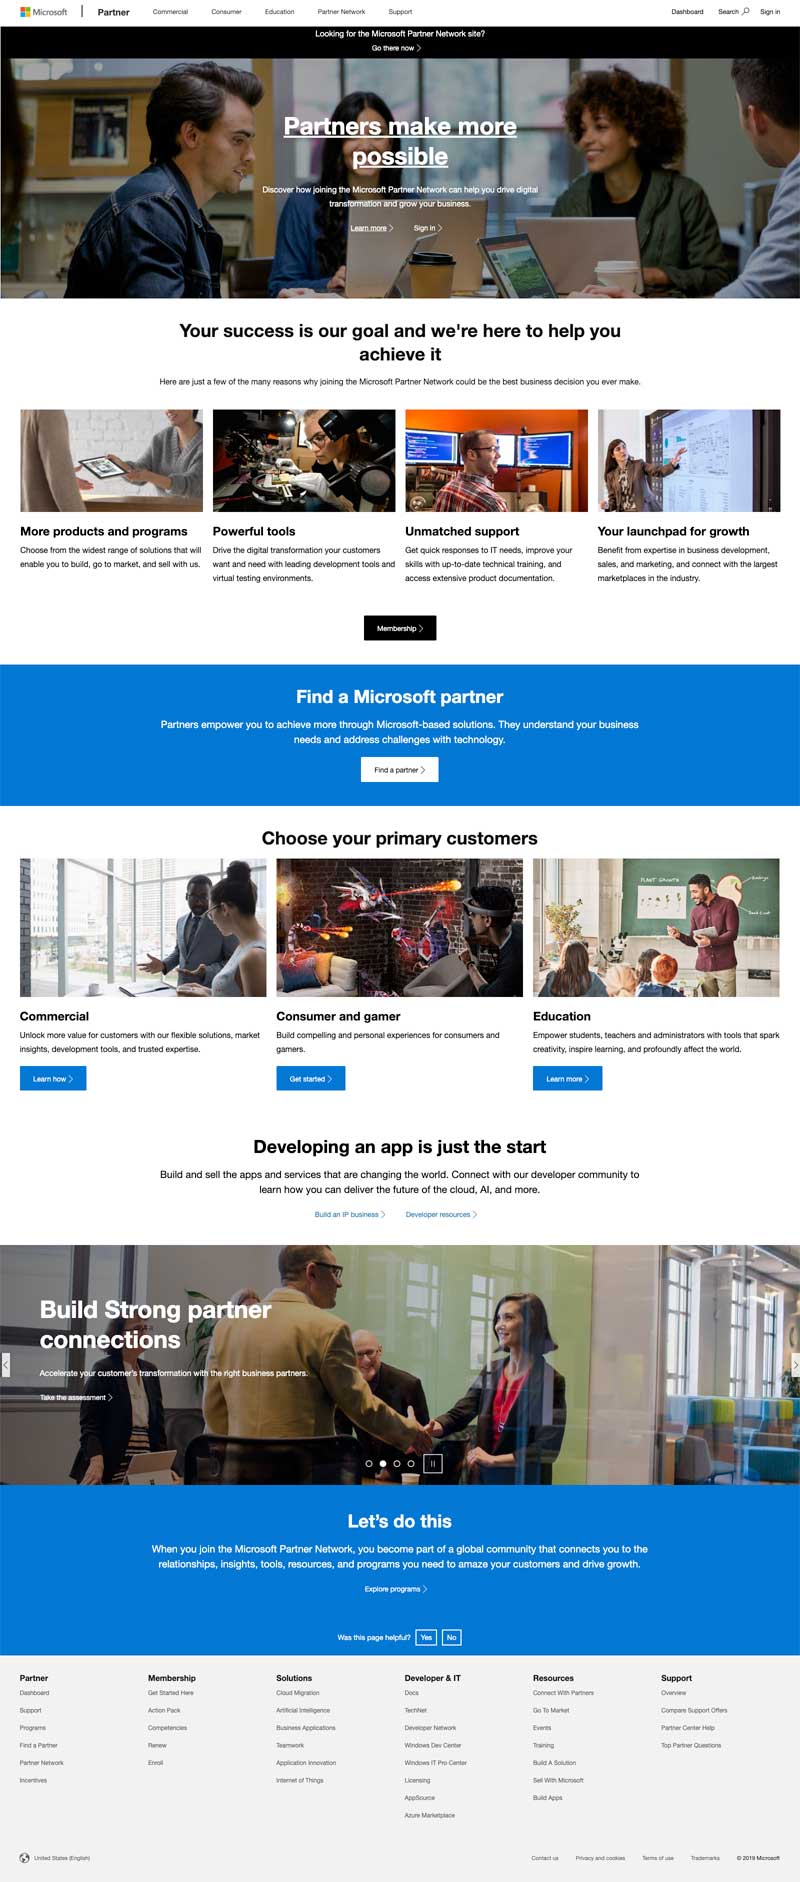 Microsoft Partner Commercial Consumer Education Partner Network Support Dashboard Search Sign in
Looking for the Microsoft Partner Network site?
Go there now
Partners make more
possible
Discover how joining the Microsoft Partner Network can help you drive digital
transformation and grow your business.
Learn more Sign in
Your success is our goal and we're here to help you
achieve it
Here are just a few of the many reasons why joining the Microsoft Partner Network could be the best business decision you ever make.
More products and programs
Choose from the widest range of solutions that will
enable you to build, go to market, and sell with us.
Powerful tools
Drive the digital transformation your customers
want and need with leading development tools and
virtual testing environments.
Unmatched support
Get quick responses to IT needs, improve your
skills with up-to-date technical training, and
access extensive product documentation.
Your launchpad for growth
Benefit from expertise in business development,
sales, and marketing, and connect with the largest
marketplaces in the industry.
Membership
Find a Microsoft partner
Partners empower you to achieve more through Microsoft-based solutions. They understand your business
needs and address challenges with technology.
Find a partner
Choose your primary customers
PLANT GROWTH
Commercial
Unlock more value for customers with our flexible solutions, market
insights, development tools, and trusted expertise.
Learn how
Consumer and gamer
Build compelling and personal experiences for consumers and
gamers.
Get started
Education
Empower students, teachers and administrators with tools that spark
creativity, inspire learning, and profoundly affect the world.
Learn more
Developing an app is just the start
Build and sell the apps and services that are changing the world. Connect with our developer community to
learn how you can deliver the future of the cloud, AI, and more.
Build an IP business Developer resources
Build Strong partner
connections
Accelerate your customer's transformation with the right business partners.
Take the assessment
Let's do this
When you join the Microsoft Partner Network, you become part of a global community that connects you to the
relationships, insights, tools, resources, and programs you need to amaze your customers and drive growth.
Explore programs
Was this page helpful? Yes No
Partner
Dashboard
Support
Programs
Find a Partner
Partner Network
Incentives
Membership
Get Started Here
Action Pack
Competencies
Renew
Enroll
Solutions
Cloud Migration
Artificial Intelligence
Business Applications
Teamwork
Application Innovation
Internet of Things
Developer & IT
Docs
TechNet
Developer Network
Windows Dev Center
Windows IT Pro Center
Licensing
AppSource
Azure Marketplace
Resources
Connect With Partners
Go To Market
Events
Training
Build A Solution
Sell With Microsoft
Build Apps
Support
Overview
Compare Support Offers
Partner Center Help
Top Partner Questions
United States (English) Contact us Privacy and cookies Terms of use Trademarks © 2019 Microsoft